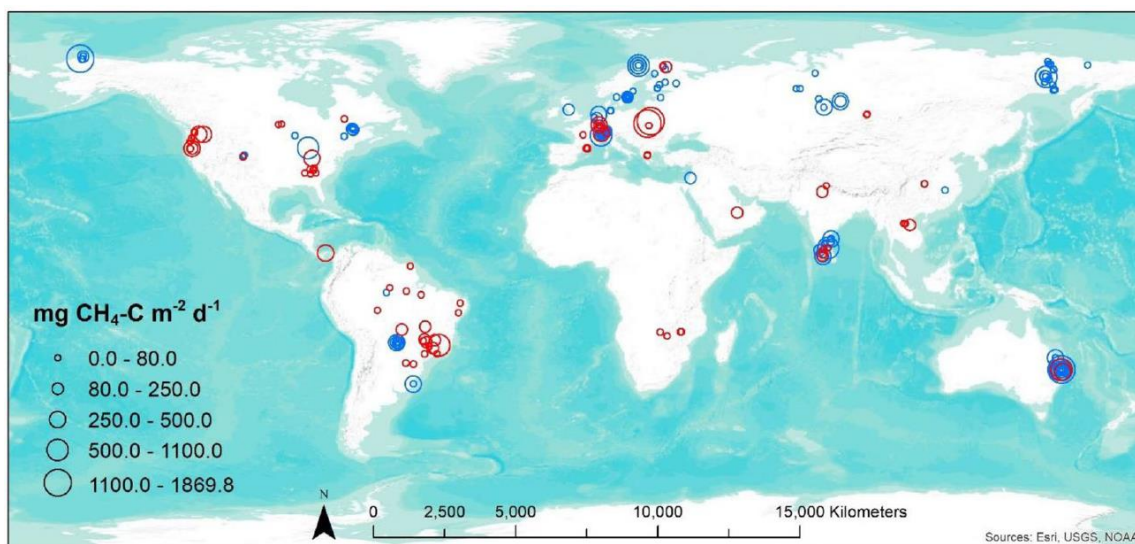 mg CH₄-C m⁻² d⁻¹
0.0 - 80.0
80.0 - 250.0
250.0 - 500.0
500.0 - 1100.0
1100.0 - 1869.8
N
0 2,500 5,000 10,000 15,000 Kilometers
Sources: Esri, USGS, NOAA